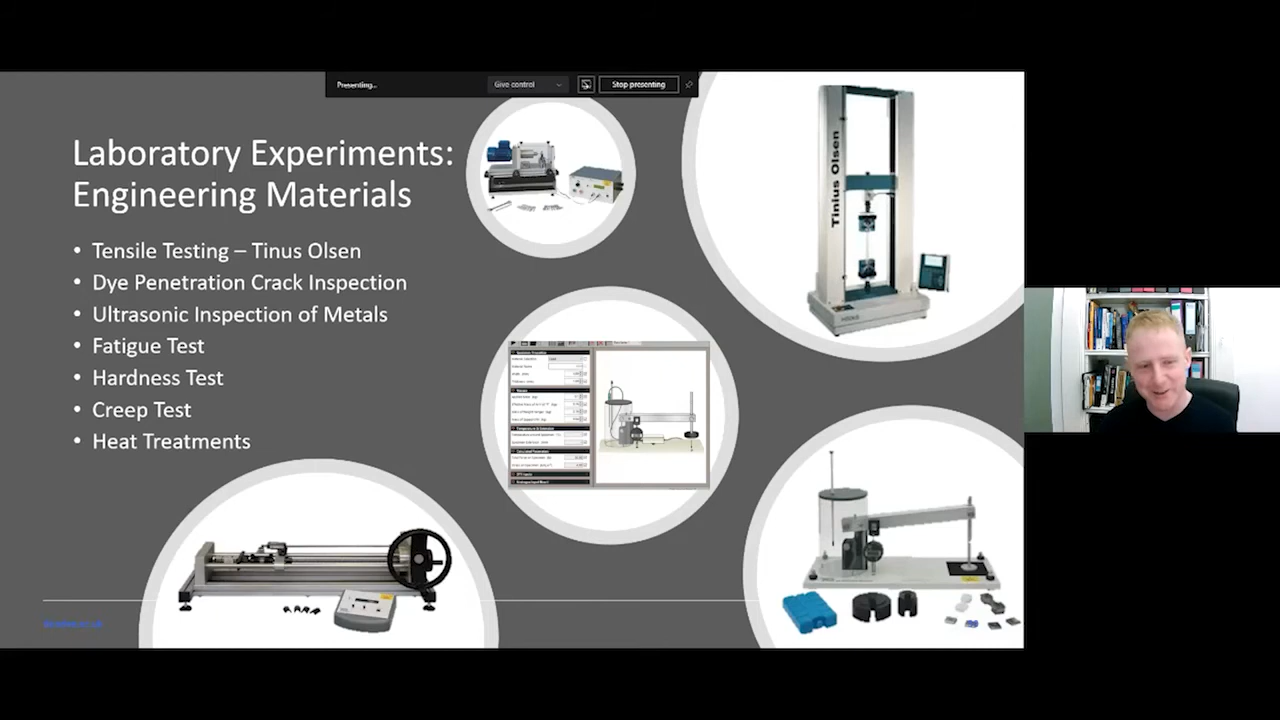 Presenting...
Give control
Stop presenting
Laboratory Experiments:
Engineering Materials
• Tensile Testing – Tinus Olsen
• Dye Penetration Crack Inspection
• Ultrasonic Inspection of Metals
• Fatigue Test
• Hardness Test
• Creep Test
• Heat Treatments
Tinius Olsen